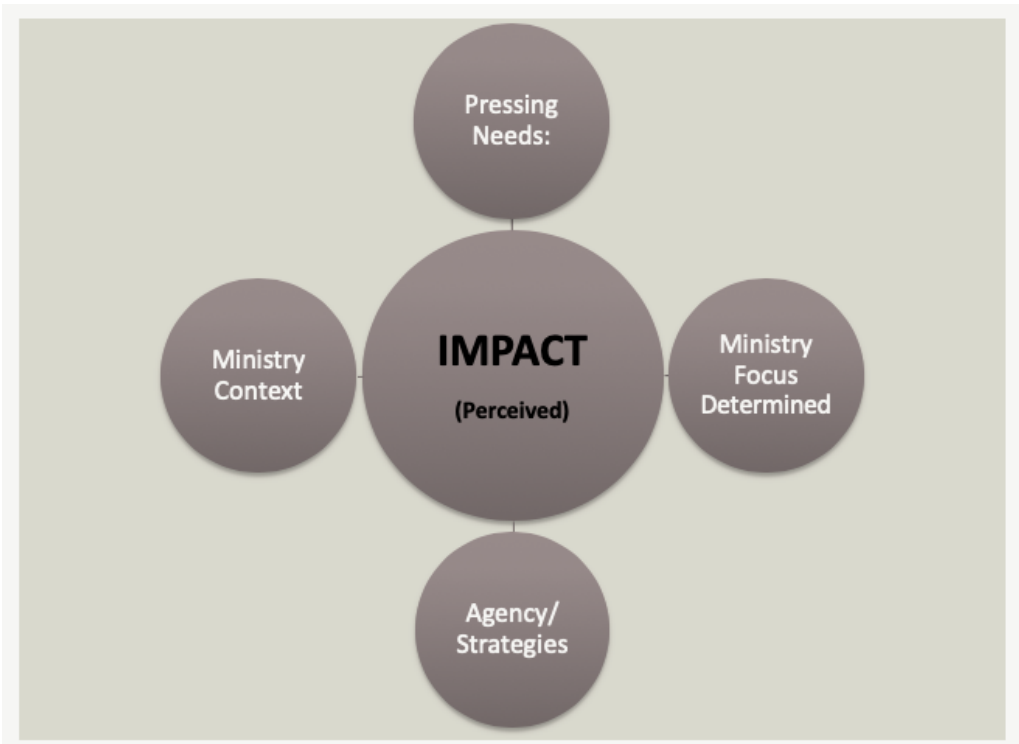 Pressing
Needs:
Ministry
Context
IMPACT
(Perceived)
Ministry
Focus
Determined
Agency/
Strategies